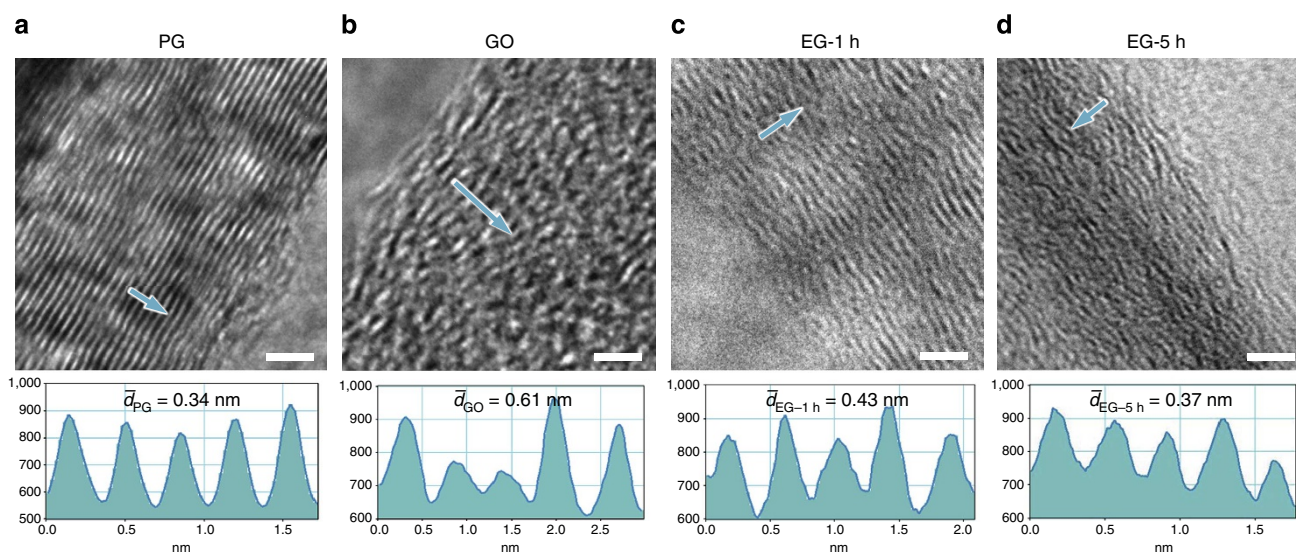 a
PG
b
GO
c
EG-1 h
d
EG-5 h
1,000
900
800
700
600
500
d̅PG = 0.34 nm
0.0 0.5 1.0 1.5
nm
1,000
900
800
700
600
d̅GO = 0.61 nm
0.0 0.5 1.0 1.5 2.0 2.5
nm
1,000
900
800
700
600
d̅EG–1 h = 0.43 nm
0.0 0.5 1.0 1.5 2.0
nm
1,000
900
800
700
600
d̅EG–5 h = 0.37 nm
0.0 0.5 1.0 1.5
nm